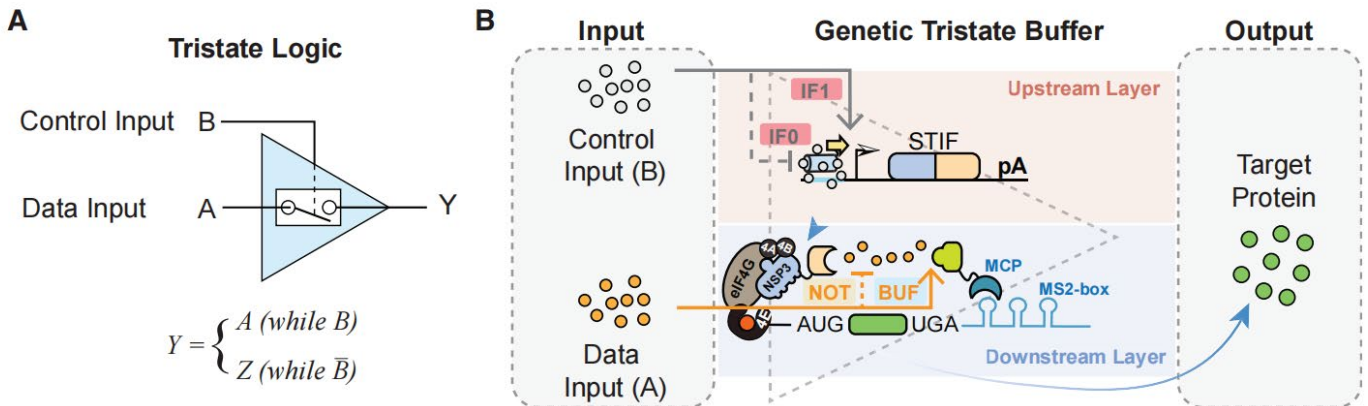 A
Tristate Logic
Control Input B
Data Input A
Y
Y = { A (while B)
Z (while B̅)
B
Input
Genetic Tristate Buffer
Output
Control
Input (B)
Data
Input (A)
IF1
Upstream Layer
IF0
STIF
pA
4A 4B
eIF4G
NSP3
MCP
NOT
BUF
MS2-box
4E
AUG
UGA
Downstream Layer
Target
Protein